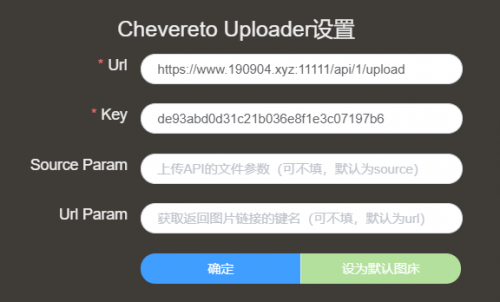 Chevereto Uploader设置
* Url
https://www.190904.xyz:11111/api/1/upload
* Key
de93abd0d31c21b036e8f1e3c07197b6
Source Param
上传API的文件参数（可不填，默认为source）
Url Param
获取返回图片链接的键名（可不填，默认为url）
确定
设为默认图床